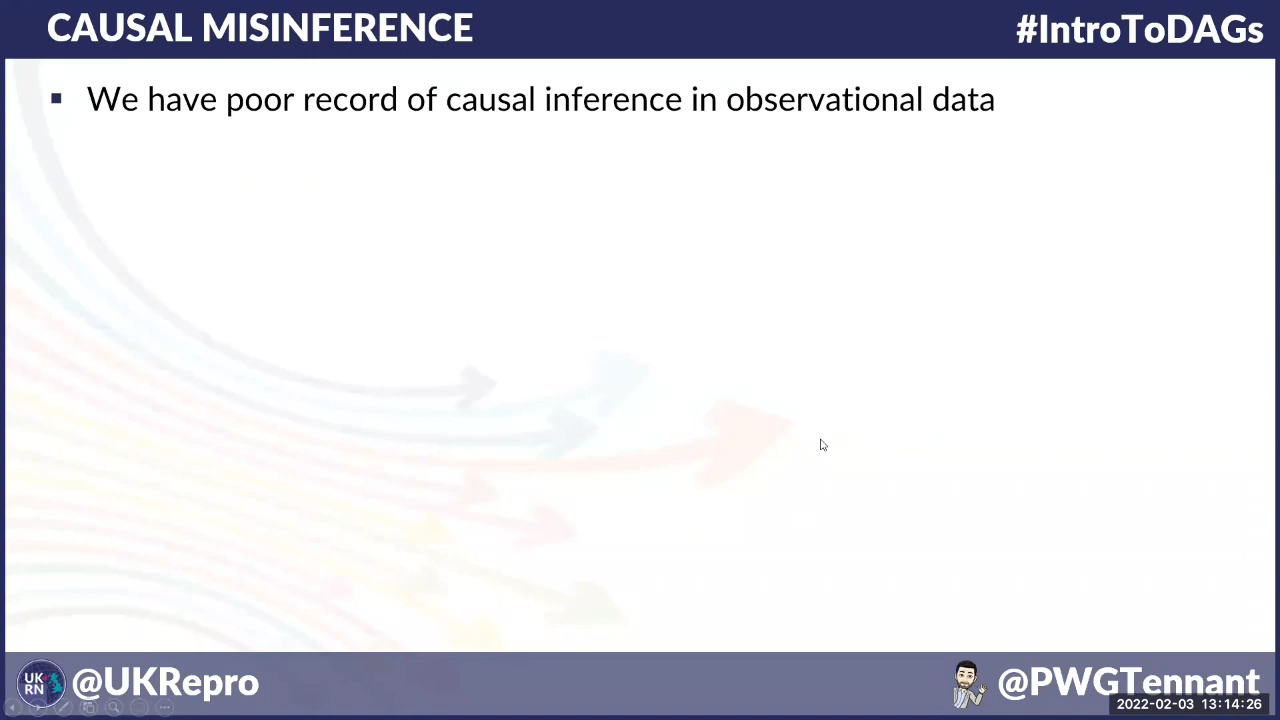 CAUSAL MISINFERENCE
#IntroToDAGs
▪ We have poor record of causal inference in observational data
UK
RN
@UKRepro
@PWGTennant
2022-02-03 13:14:26